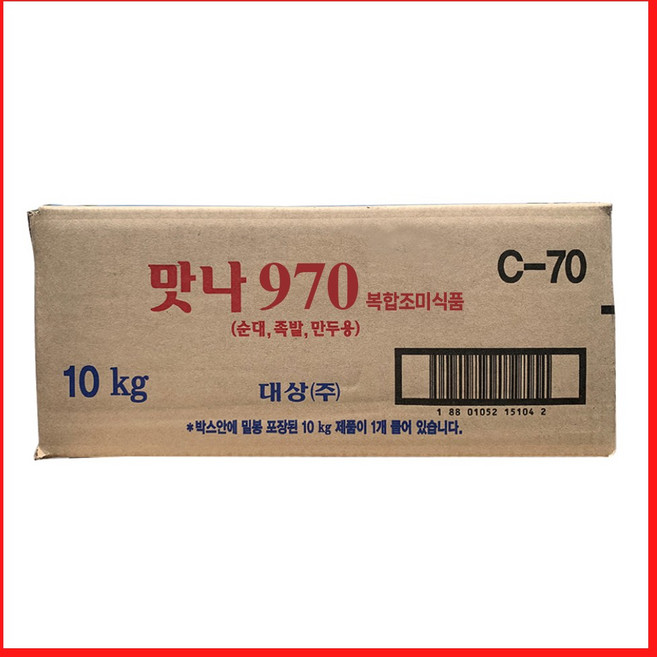 C-70
맛나 970 복합조미식품
(순대, 족발, 만두용)
10 kg
대상(주)
1 88 01052 15104 2
*박스안에 밀봉 포장된 10 kg 제품이 1개 들어 있습니다.